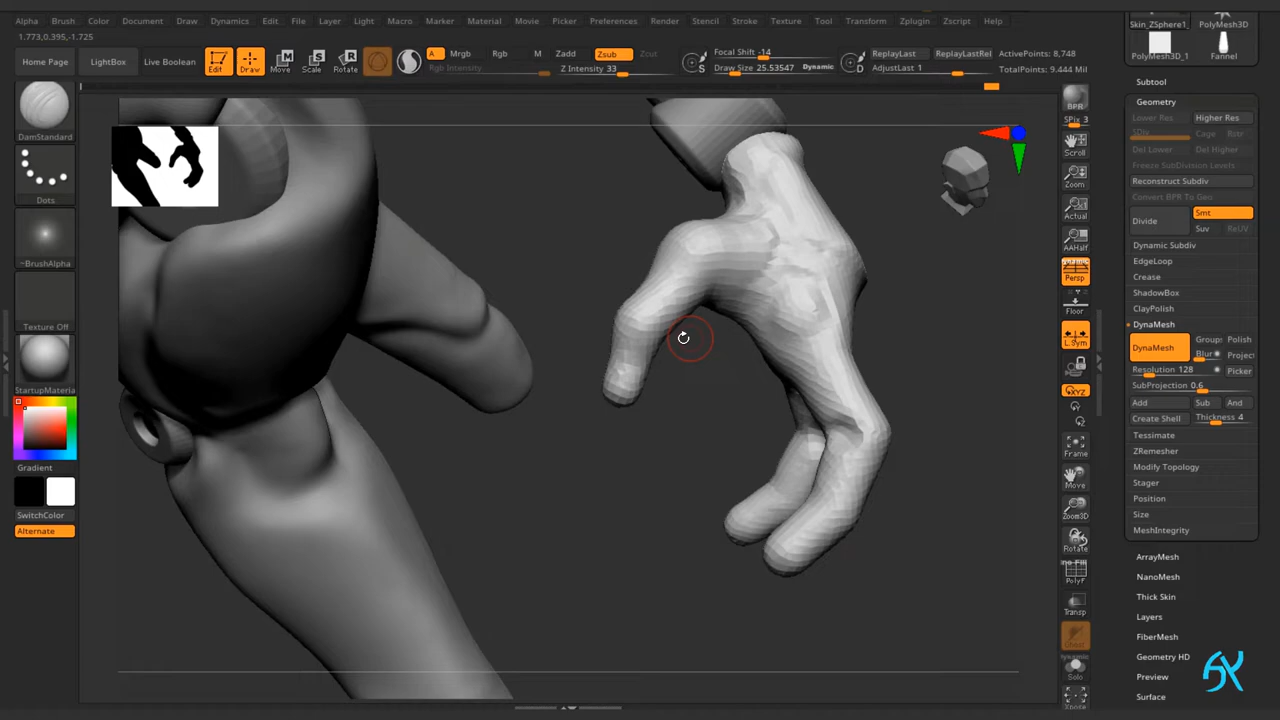 Alpha Brush Color Document Draw Dynamics Edit File Layer Light Macro Marker Material Movie Picker Preferences Render Stencil Stroke Texture Tool Transform Zplugin Zscript Help
1.773,0.395,-1.725
Home Page LightBox Live Boolean Edit Draw Move Scale Rotate
A Mrgb Rgb M Zadd Zsub Zcut
Rgb Intensity Z Intensity 33
Focal Shift -14
Draw Size 25.53547 Dynamic
S D
ReplayLast ReplayLastRel
AdjustLast 1
ActivePoints: 8,748
TotalPoints: 9.444 Mil
DamStandard
Dots
~BrushAlpha
Texture Off
StartupMateria
Gradient
SwitchColor
Alternate
BPR
SPix 3
Scroll
Zoom
Actual
AAHalf
Persp
Floor
L.Sym
XYZ
Frame
Move
Zoom3D
Rotate
PolyF
Transp
Ghost
Dynamic
Solo
Xpose
Skin_ZSphere1 PolyMesh3D
PolyMesh3D_1 Fannel
Subtool
Geometry
Lower Res Higher Res
SDiv Cage Rstr
Del Lower Del Higher
Freeze SubDivision Levels
Reconstruct Subdiv
Convert BPR To Geo
Divide Smt
Suv ReUV
Dynamic Subdiv
EdgeLoop
Crease
ShadowBox
ClayPolish
DynaMesh
DynaMesh Groups Polish
Blur Project
Resolution 128 Picker
SubProjection 0.6
Add Sub And
Create Shell Thickness 4
Tessimate
ZRemesher
Modify Topology
Stager
Position
Size
MeshIntegrity
ArrayMesh
NanoMesh
Thick Skin
Layers
FiberMesh
Geometry HD
Preview
Surface